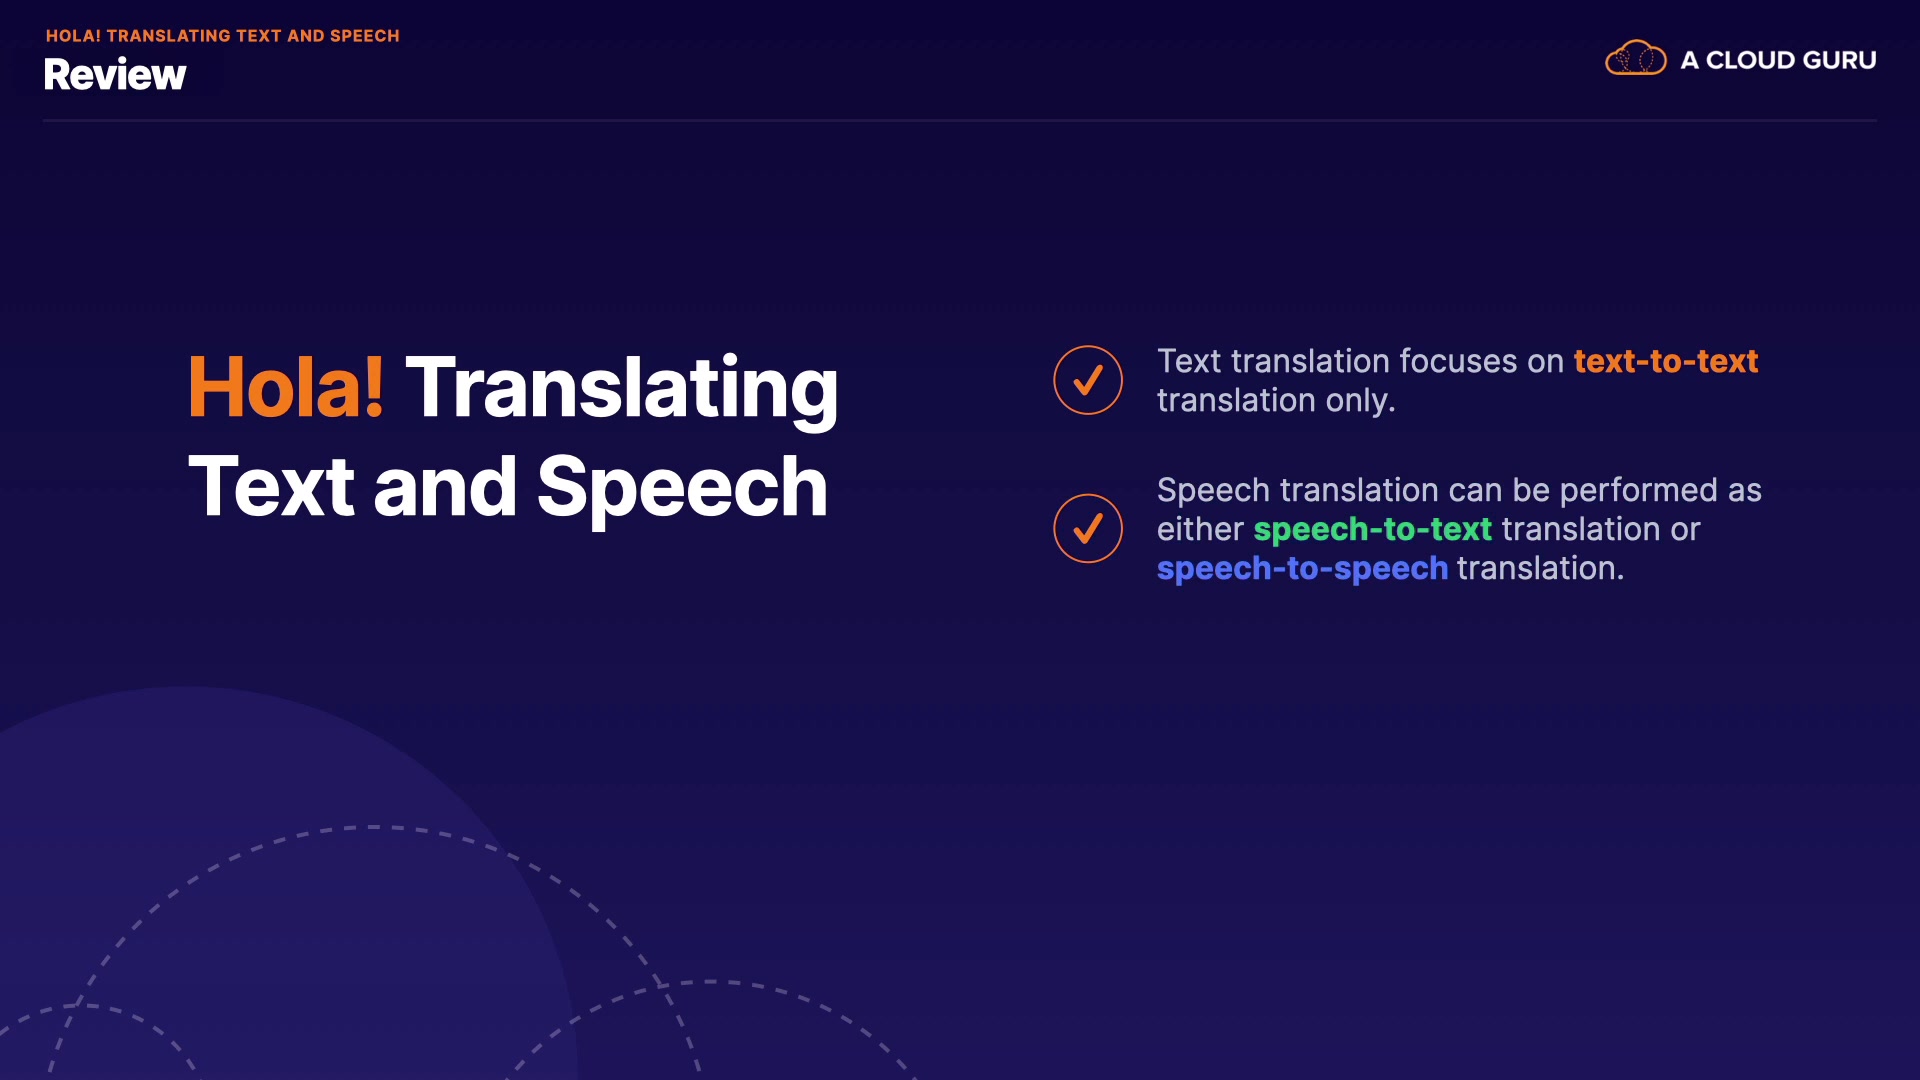 HOLA! TRANSLATING TEXT AND SPEECH
Review
A CLOUD GURU
Hola! Translating
Text and Speech
Text translation focuses on text-to-text
translation only.
Speech translation can be performed as
either speech-to-text translation or
speech-to-speech translation.